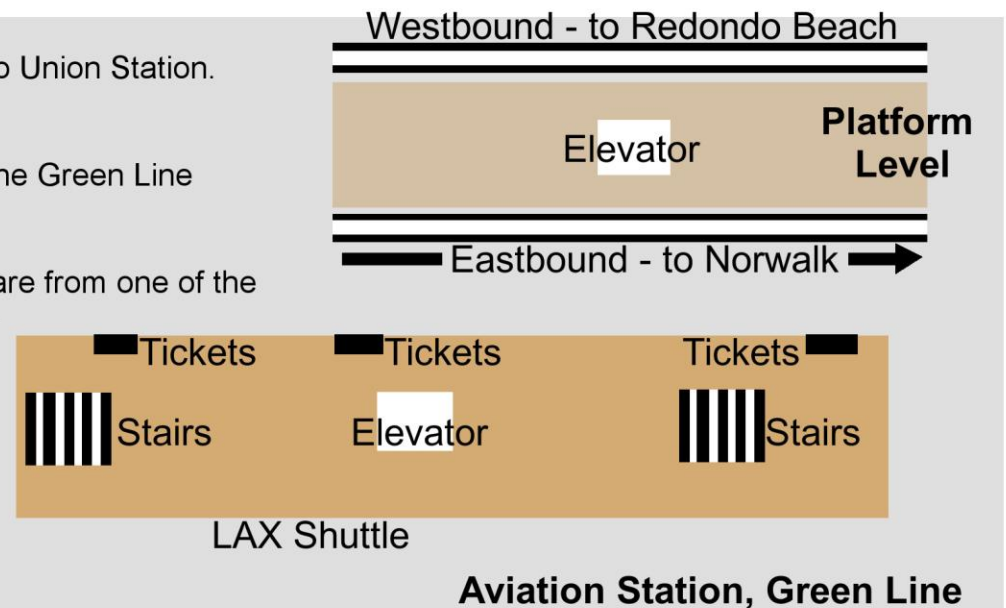 Westbound - to Redondo Beach
o Union Station.
Platform
Level
Elevator
ne Green Line
Eastbound - to Norwalk
are from one of the
Tickets
Tickets
Tickets
Stairs
Elevator
Stairs
LAX Shuttle
Aviation Station, Green Line